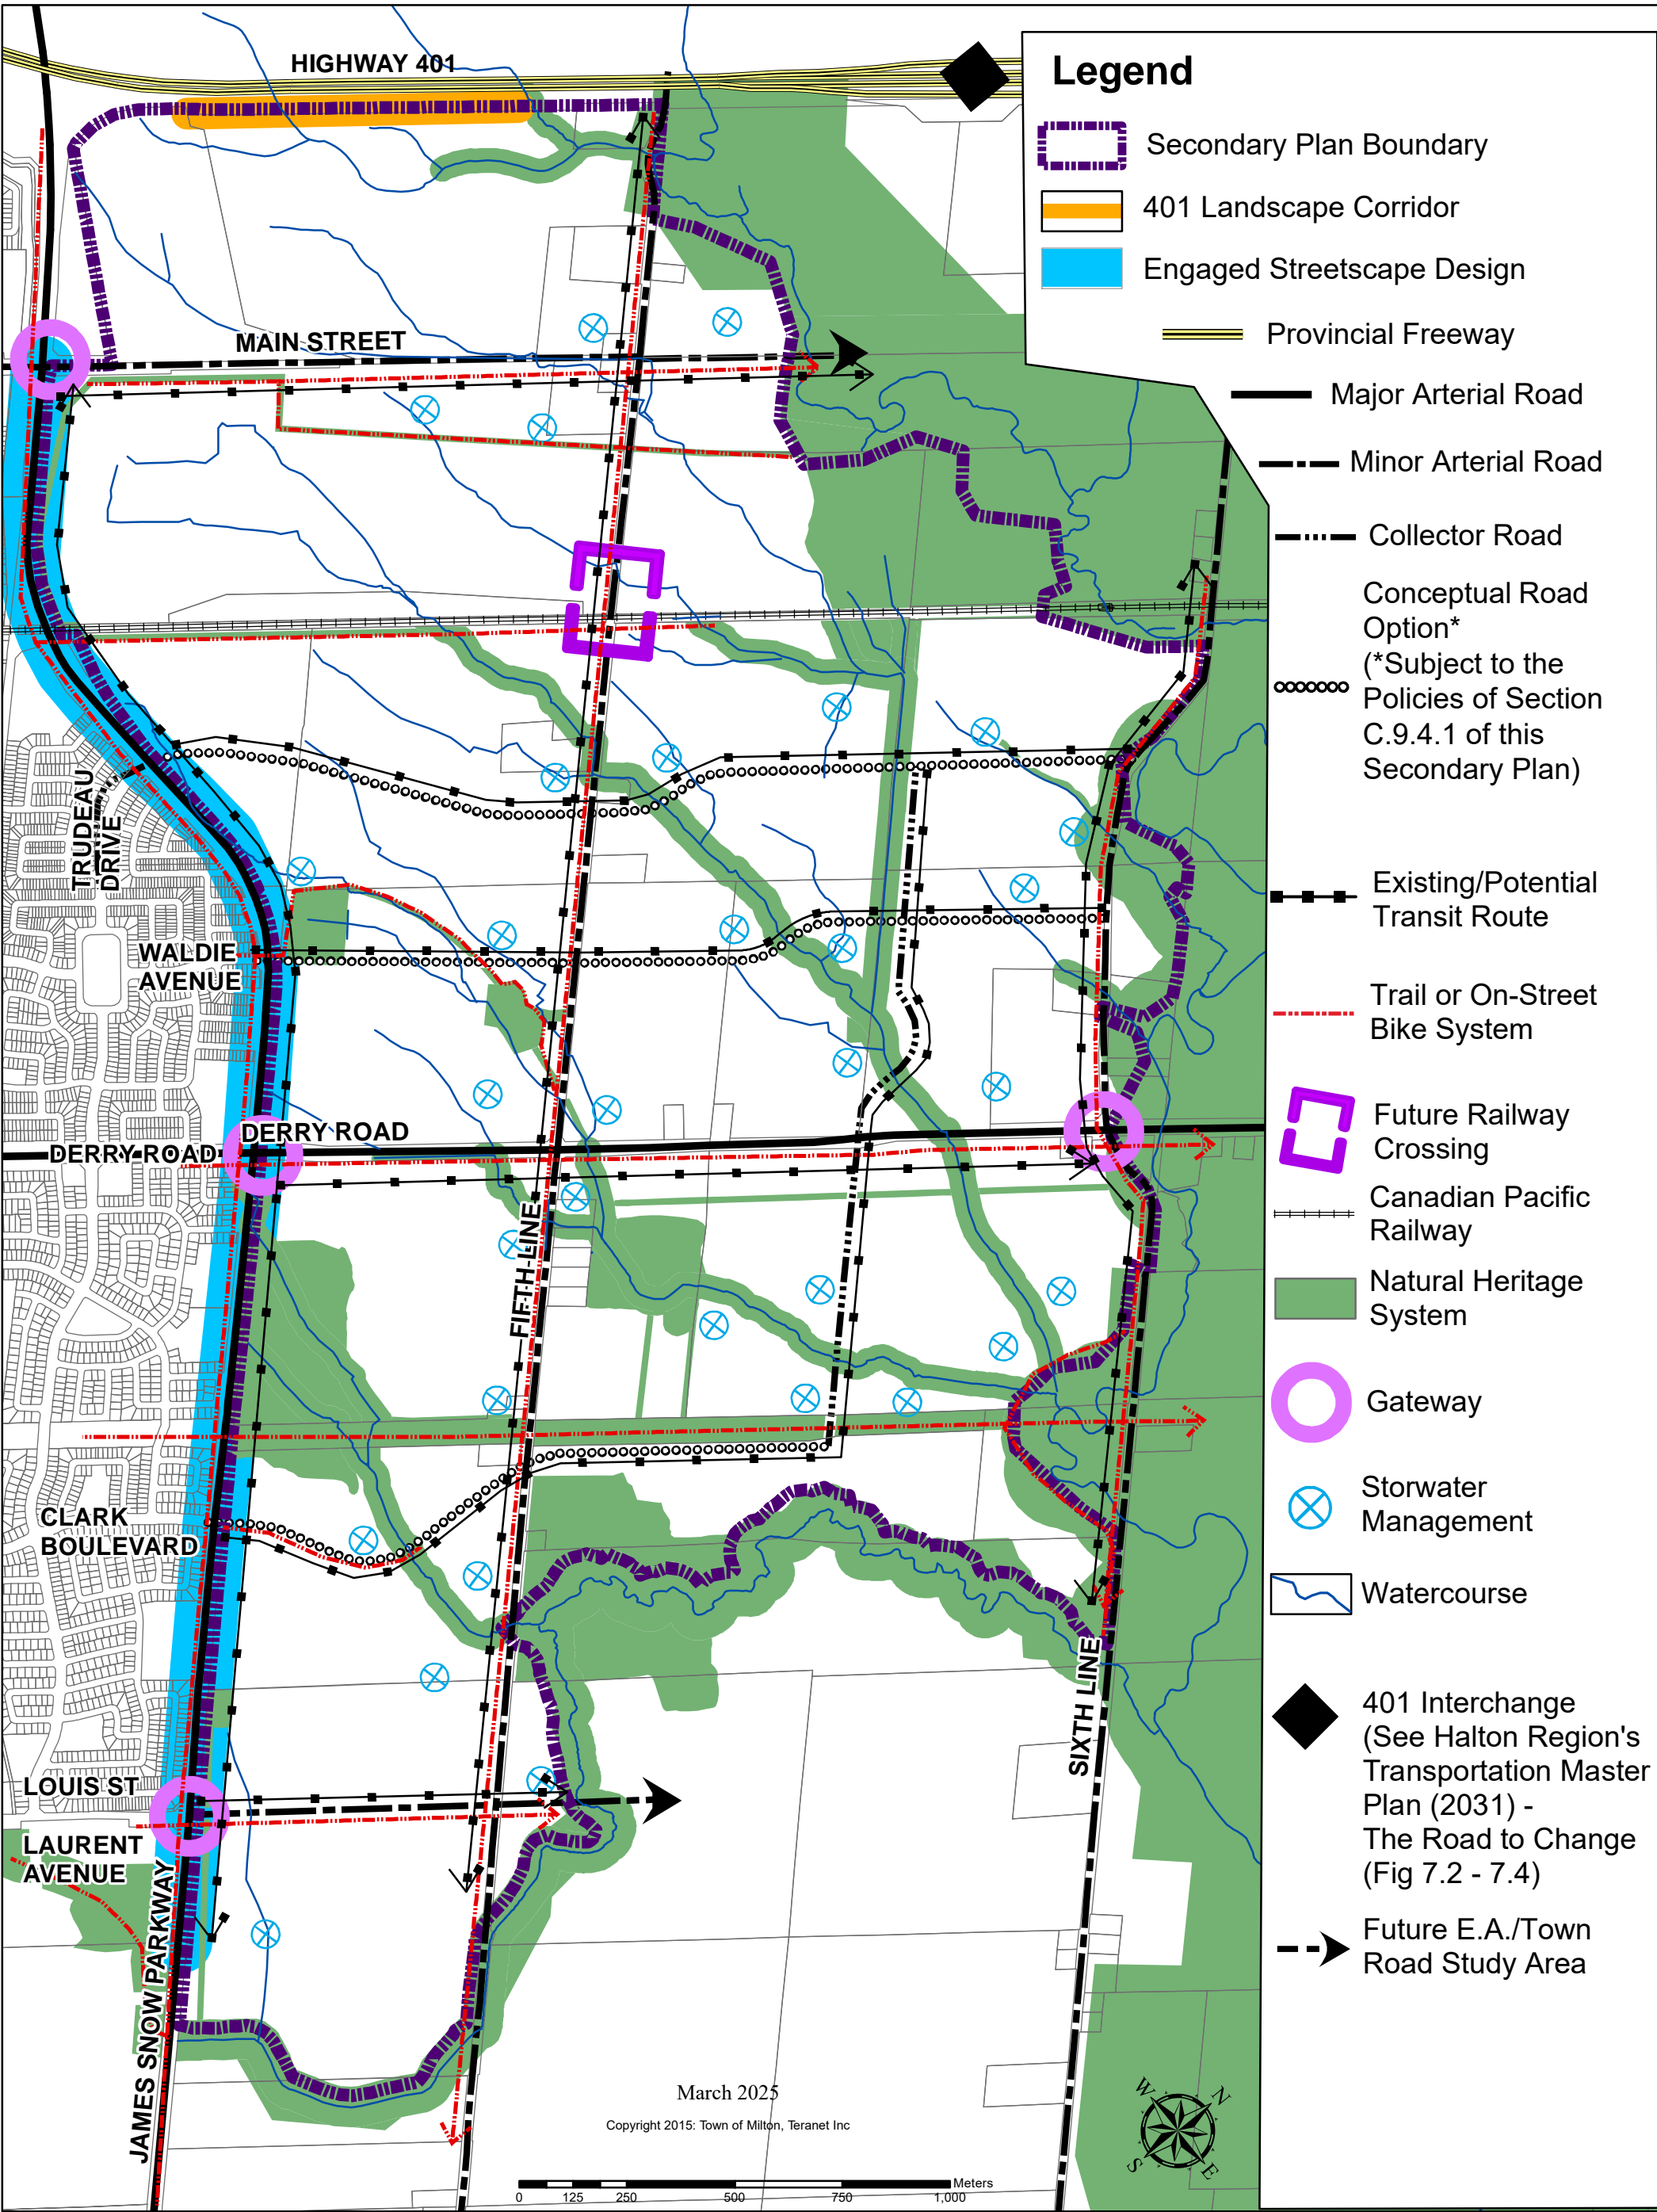 HIGHWAY 401
MAIN STREET
TRUDEAU
DRIVE
WALDIE
AVENUE
DERRY ROAD
DERRY ROAD
FIFTH LINE
CLARK
BOULEVARD
SIXTH LINE
LOUIS ST
LAURENT
AVENUE
JAMES SNOW PARKWAY
Legend
Secondary Plan Boundary
401 Landscape Corridor
Engaged Streetscape Design
Provincial Freeway
Major Arterial Road
Minor Arterial Road
Collector Road
Conceptual Road
Option*
(*Subject to the
Policies of Section
C.9.4.1 of this
Secondary Plan)
Existing/Potential
Transit Route
Trail or On-Street
Bike System
Future Railway
Crossing
Canadian Pacific
Railway
Natural Heritage
System
Gateway
Storwater
Management
Watercourse
401 Interchange
(See Halton Region's
Transportation Master
Plan (2031) -
The Road to Change
(Fig 7.2 - 7.4)
Future E.A./Town
Road Study Area
March 2025
Copyright 2015: Town of Milton, Teranet Inc
W N
S E
Meters
0 125 250 500 750 1,000